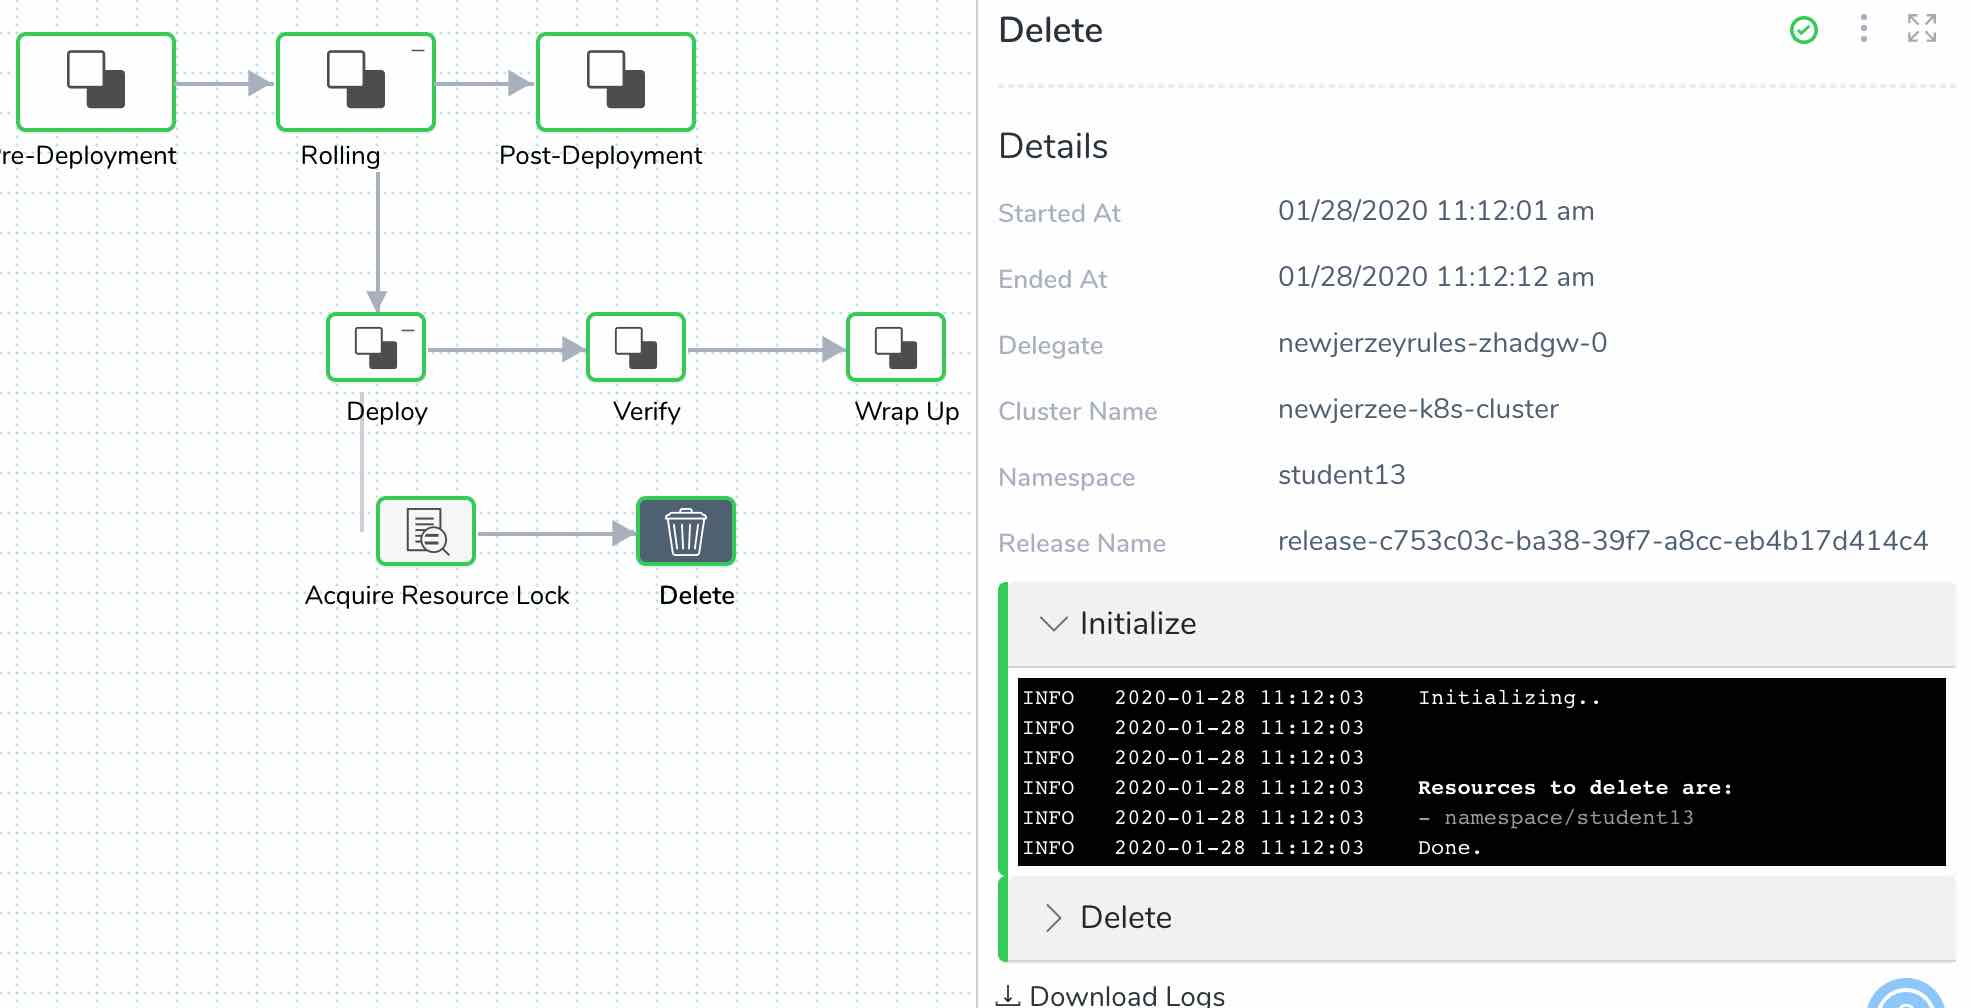 re-Deployment
Rolling
Post-Deployment
Deploy
Verify
Wrap Up
Acquire Resource Lock
Delete
Delete
Details
Started At 01/28/2020 11:12:01 am
Ended At 01/28/2020 11:12:12 am
Delegate newjerzeyrules-zhadgw-0
Cluster Name newjerzee-k8s-cluster
Namespace student13
Release Name release-c753c03c-ba38-39f7-a8cc-eb4b17d414c4
Initialize
INFO 2020-01-28 11:12:03 Initializing..
INFO 2020-01-28 11:12:03
INFO 2020-01-28 11:12:03
INFO 2020-01-28 11:12:03 Resources to delete are:
INFO 2020-01-28 11:12:03 - namespace/student13
INFO 2020-01-28 11:12:03 Done.
Delete
Download Logs